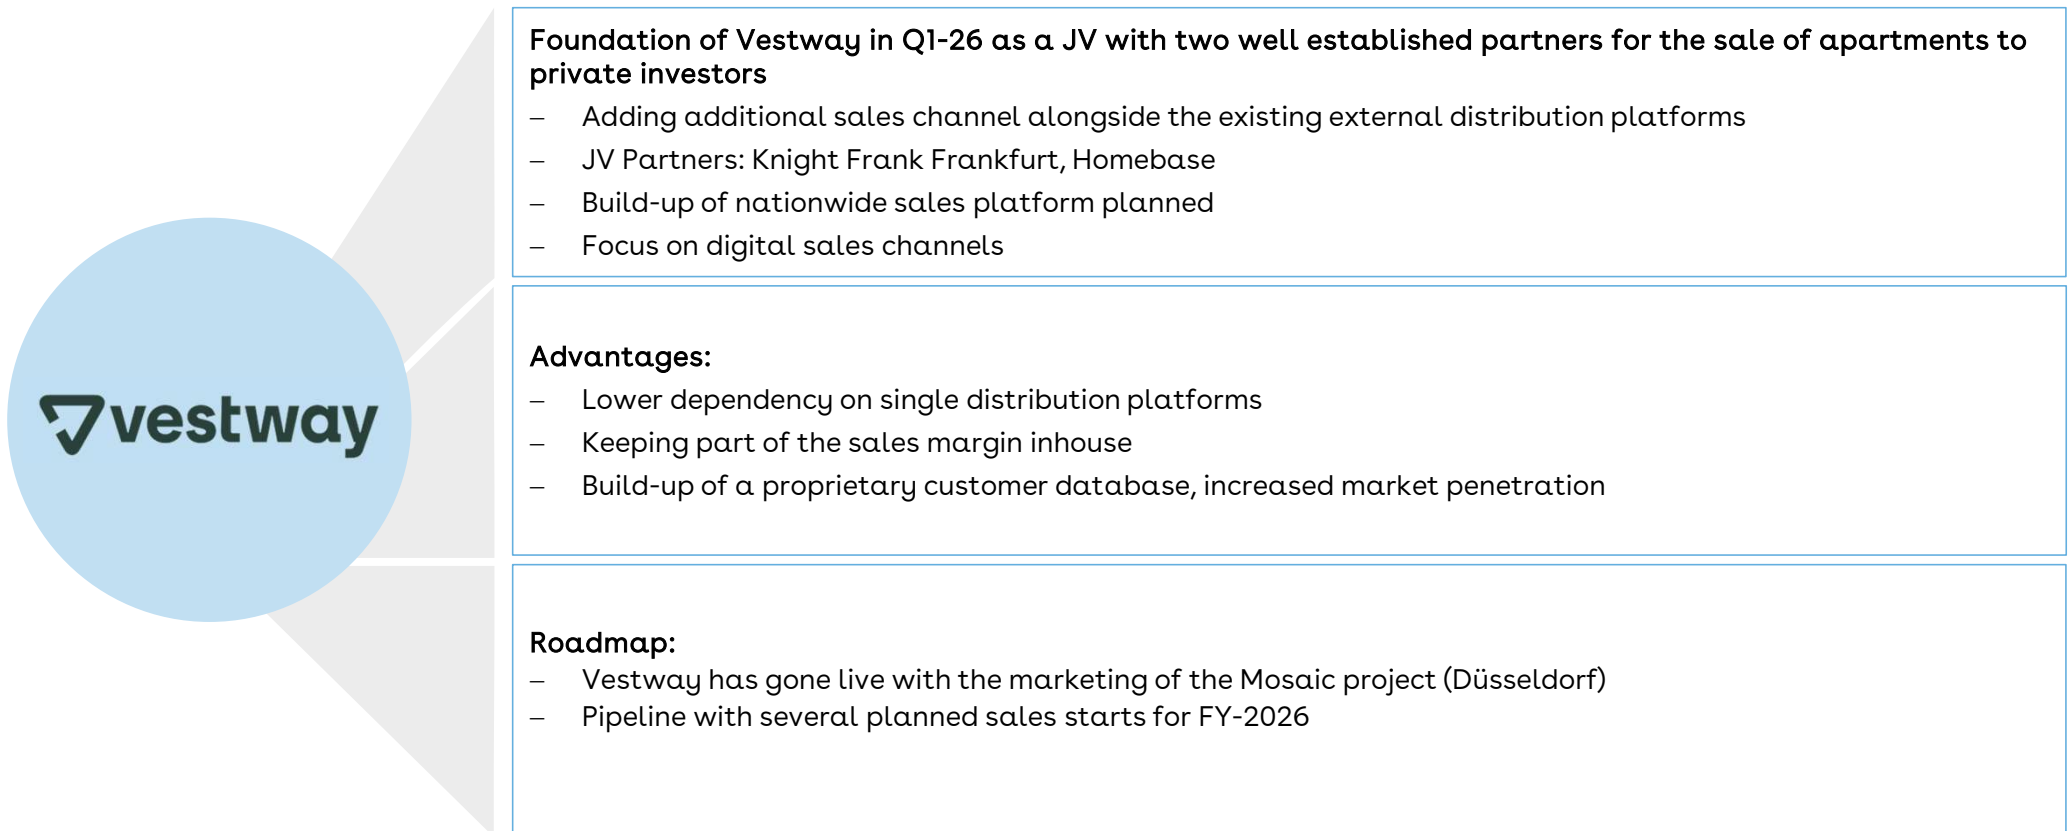 Foundation of Vestway in Q1-26 as a JV with two well established partners for the sale of apartments to
private investors
– Adding additional sales channel alongside the existing external distribution platforms
– JV Partners: Knight Frank Frankfurt, Homebase
– Build-up of nationwide sales platform planned
– Focus on digital sales channels
vestway
Advantages:
– Lower dependency on single distribution platforms
– Keeping part of the sales margin inhouse
– Build-up of a proprietary customer database, increased market penetration
Roadmap:
– Vestway has gone live with the marketing of the Mosaic project (Düsseldorf)
– Pipeline with several planned sales starts for FY-2026